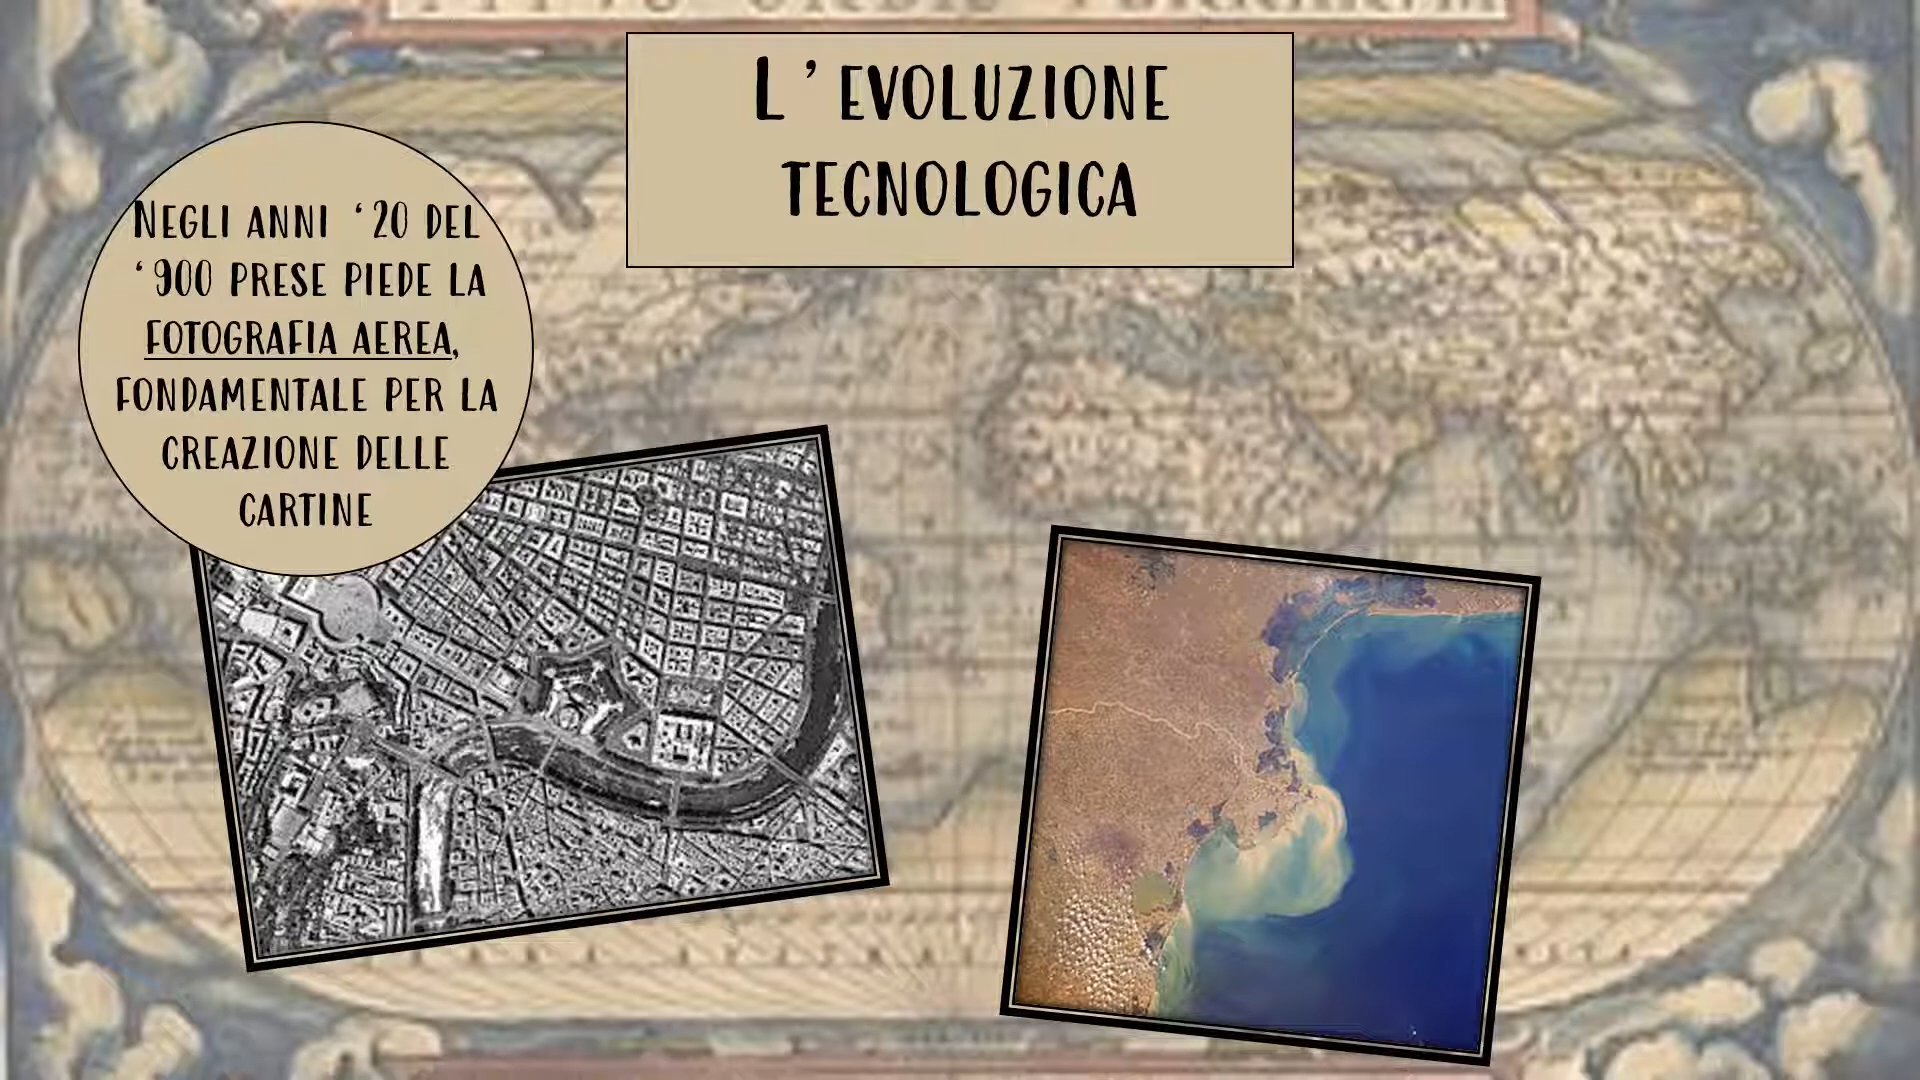 L'EVOLUZIONE
TECNOLOGICA
NEGLI ANNI '20 DEL
'900 PRESE PIEDE LA
FOTOGRAFIA AEREA,
FONDAMENTALE PER LA
CREAZIONE DELLE
CARTINE